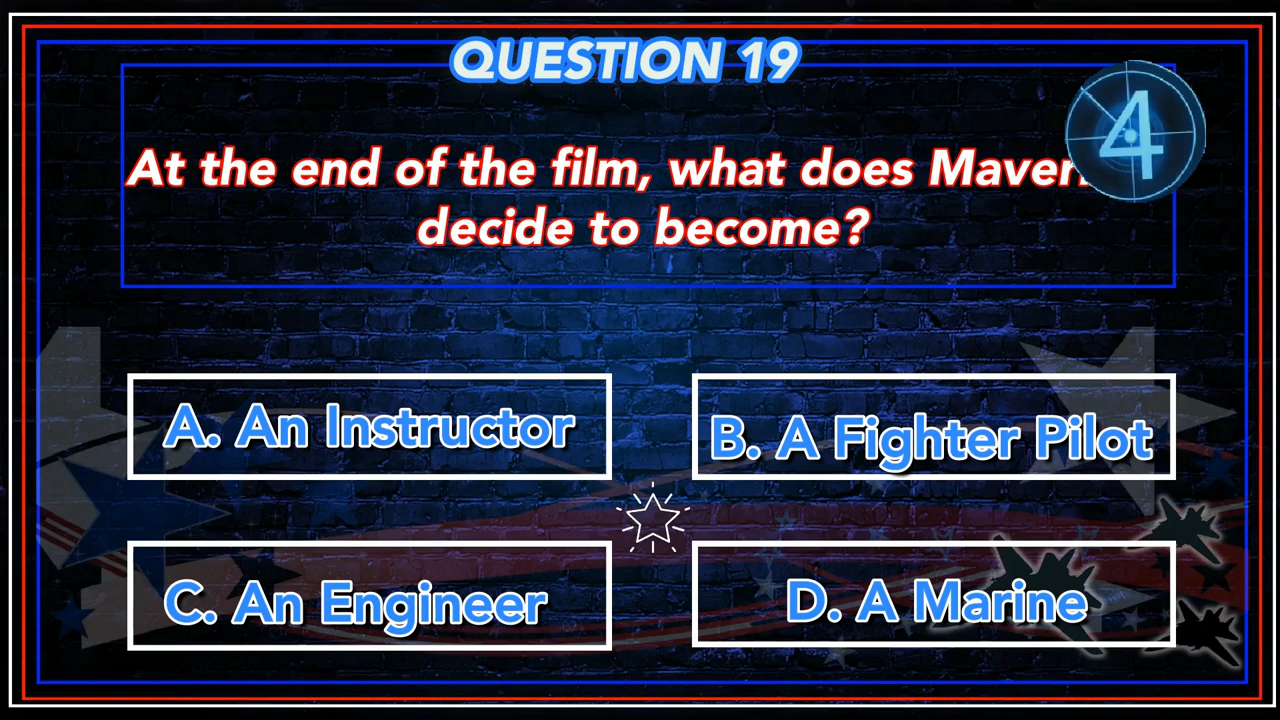 QUESTION 19
4
At the end of the film, what does
decide to become?
A. An Instructor
B. A Fighter Pilot
C. An Engineer
D. A Marine